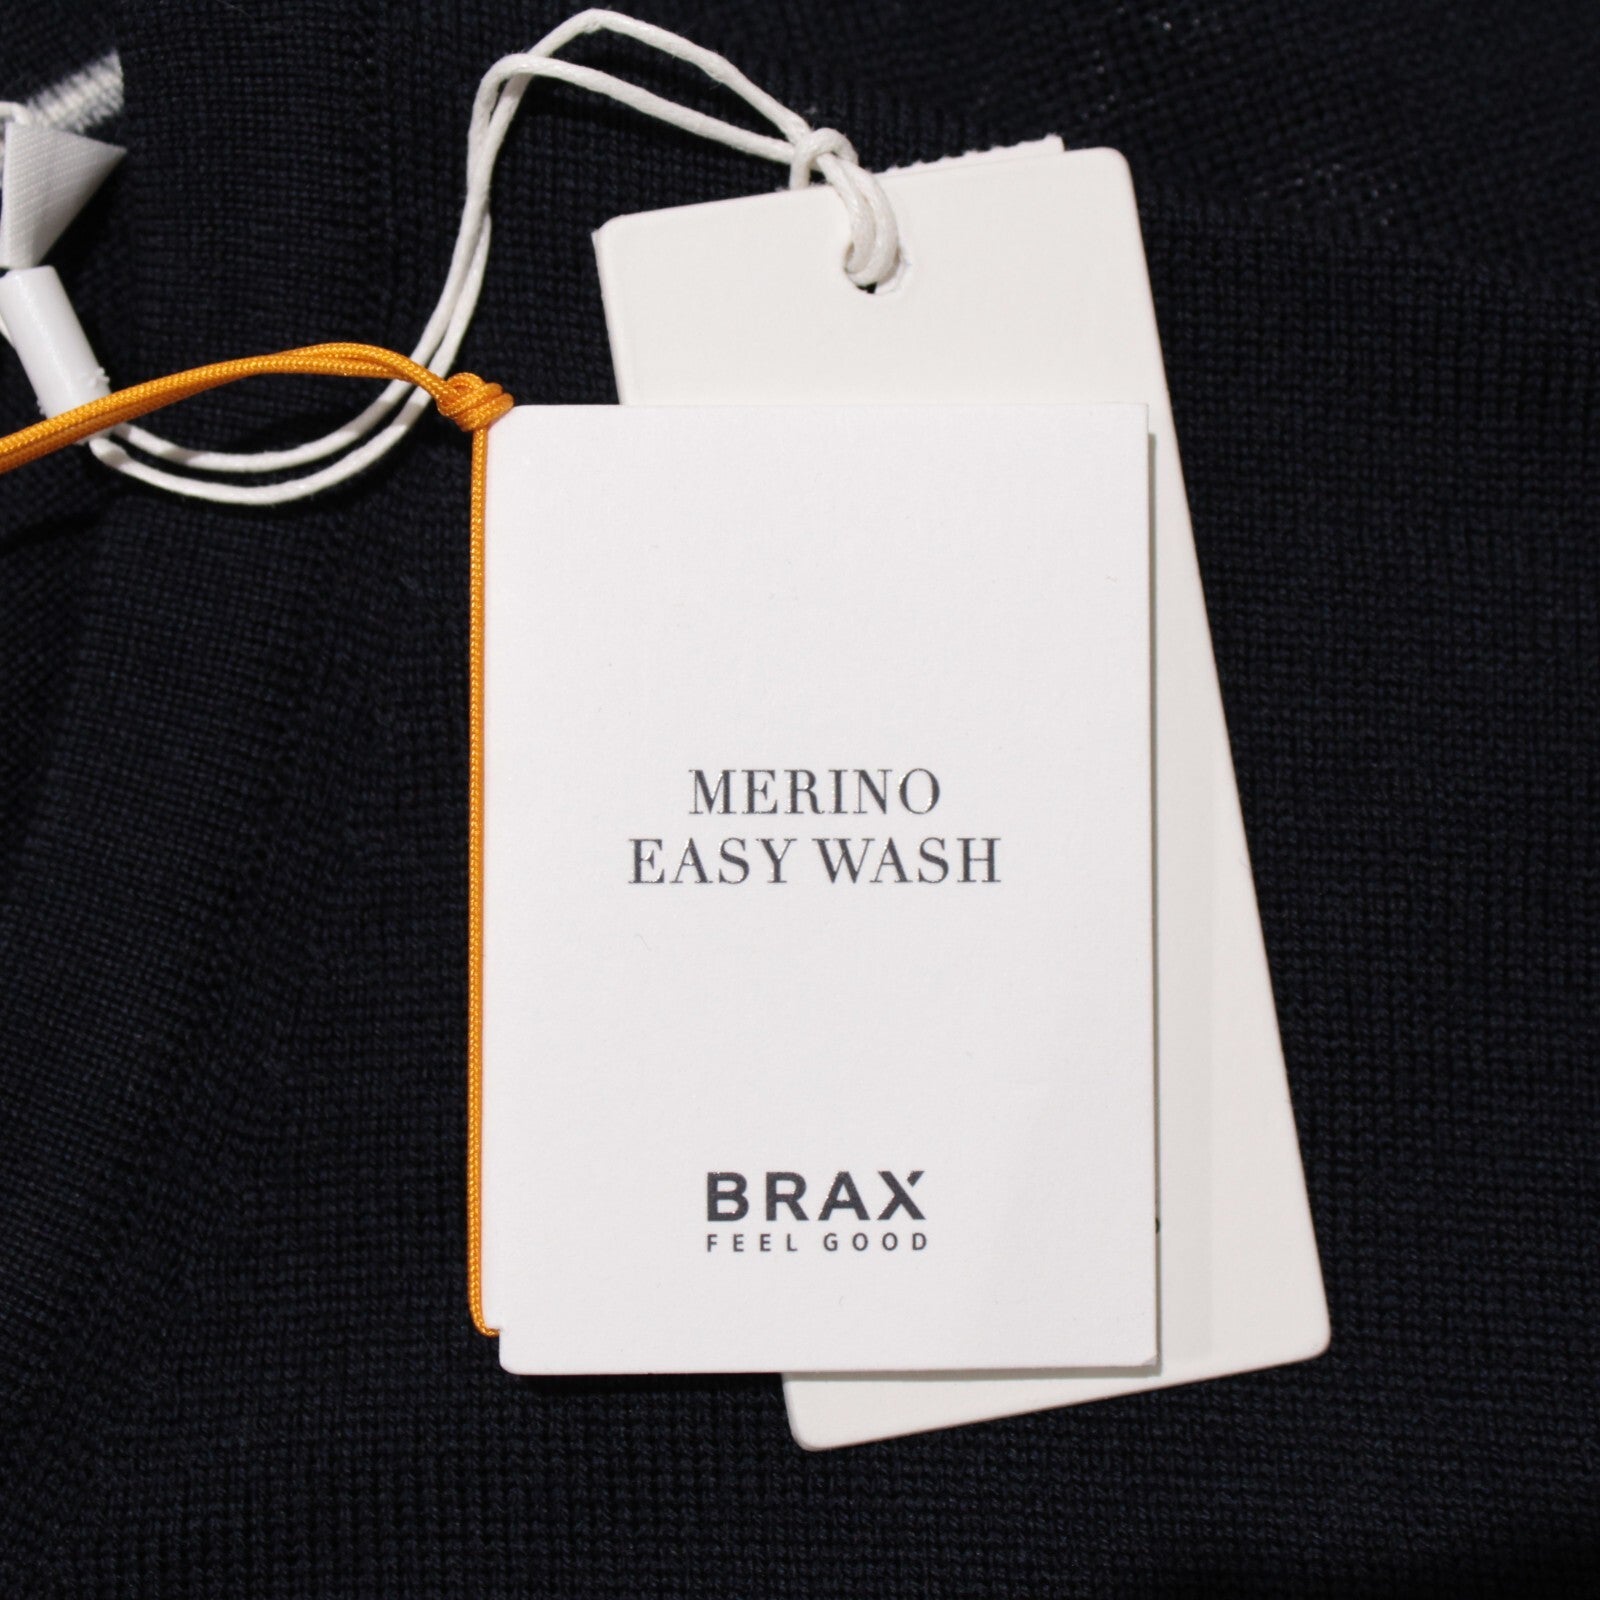 MERINO
EASY WASH
BRAX
FEEL GOOD